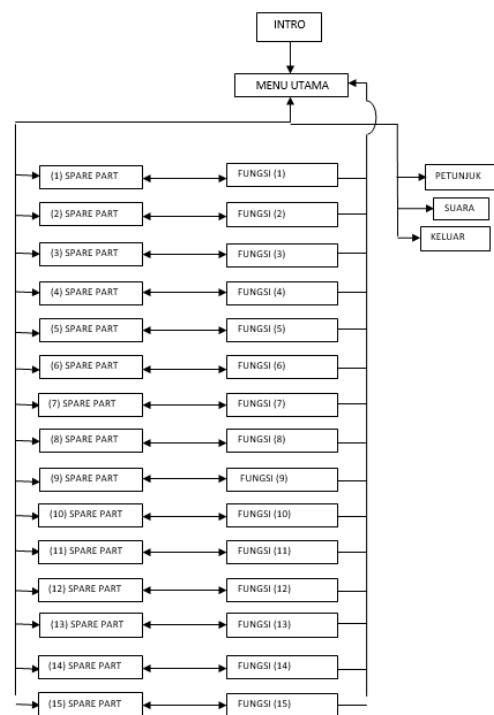 INTRO
MENU UTAMA
(1) SPARE PART
FUNGSI (1)
PETUNJUK
(2) SPARE PART
FUNGSI (2)
SUARA
(3) SPARE PART
FUNGSI (3)
KELUAR
(4) SPARE PART
FUNGSI (4)
(5) SPARE PART
FUNGSI (5)
(6) SPARE PART
FUNGSI (6)
(7) SPARE PART
FUNGSI (7)
(8) SPARE PART
FUNGSI (8)
(9) SPARE PART
FUNGSI (9)
(10) SPARE PART
FUNGSI (10)
(11) SPARE PART
FUNGSI (11)
(12) SPARE PART
FUNGSI (12)
(13) SPARE PART
FUNGSI (13)
(14) SPARE PART
FUNGSI (14)
(15) SPARE PART
FUNGSI (15)